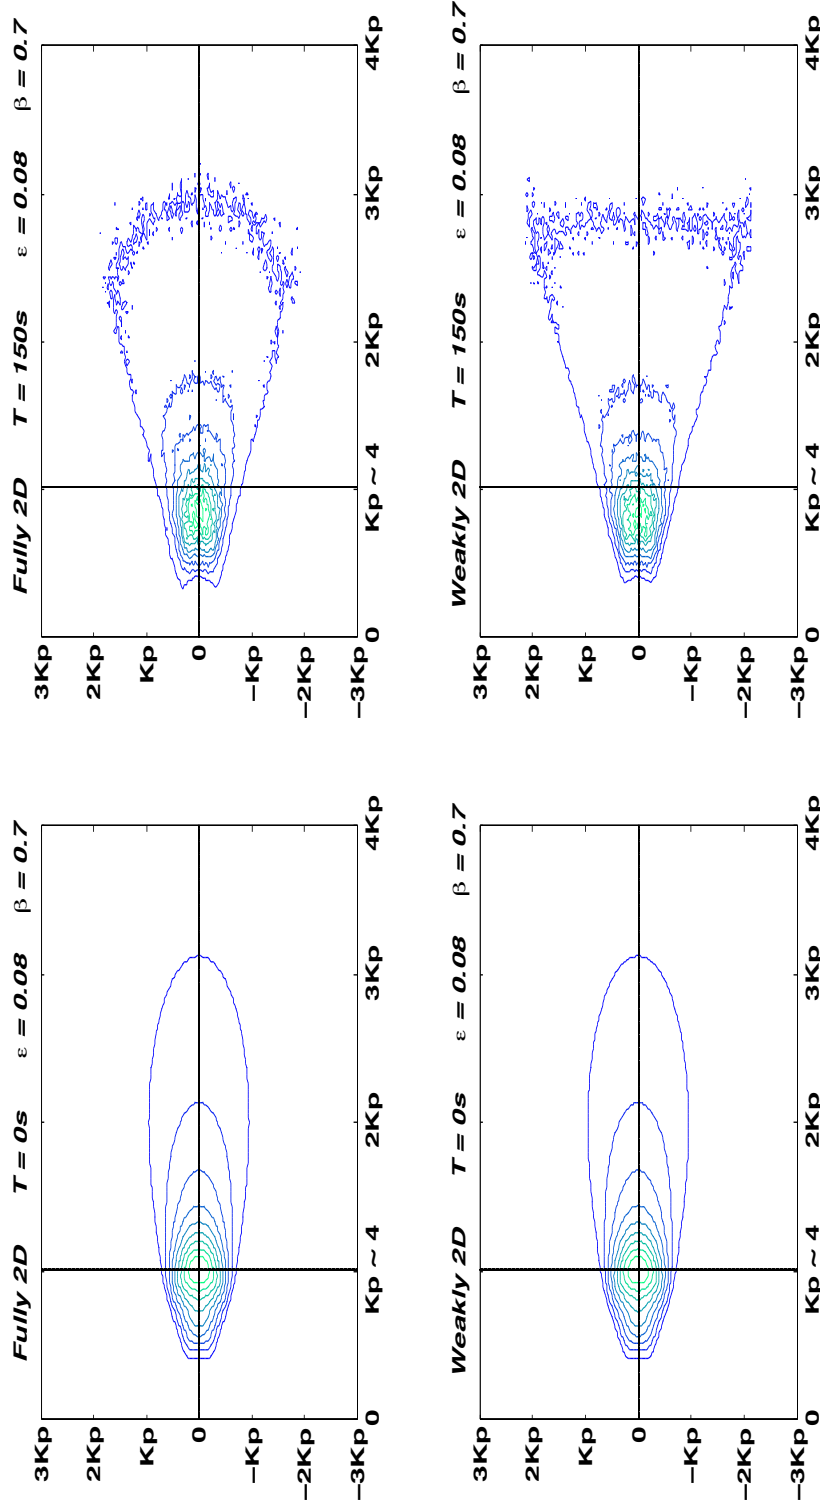 Fully 2D T = 0s ε = 0.08 β = 0.7
3Kp
2Kp
Kp
0
−Kp
−2Kp
−3Kp
0 Kp ~ 4 2Kp 3Kp 4Kp
Fully 2D T = 150s ε = 0.08 β = 0.7
3Kp
2Kp
Kp
0
−Kp
−2Kp
−3Kp
0 Kp ~ 4 2Kp 3Kp 4Kp
Weakly 2D T = 0s ε = 0.08 β = 0.7
3Kp
2Kp
Kp
0
−Kp
−2Kp
−3Kp
0 Kp ~ 4 2Kp 3Kp 4Kp
Weakly 2D T = 150s ε = 0.08 β = 0.7
3Kp
2Kp
Kp
0
−Kp
−2Kp
−3Kp
0 Kp ~ 4 2Kp 3Kp 4Kp